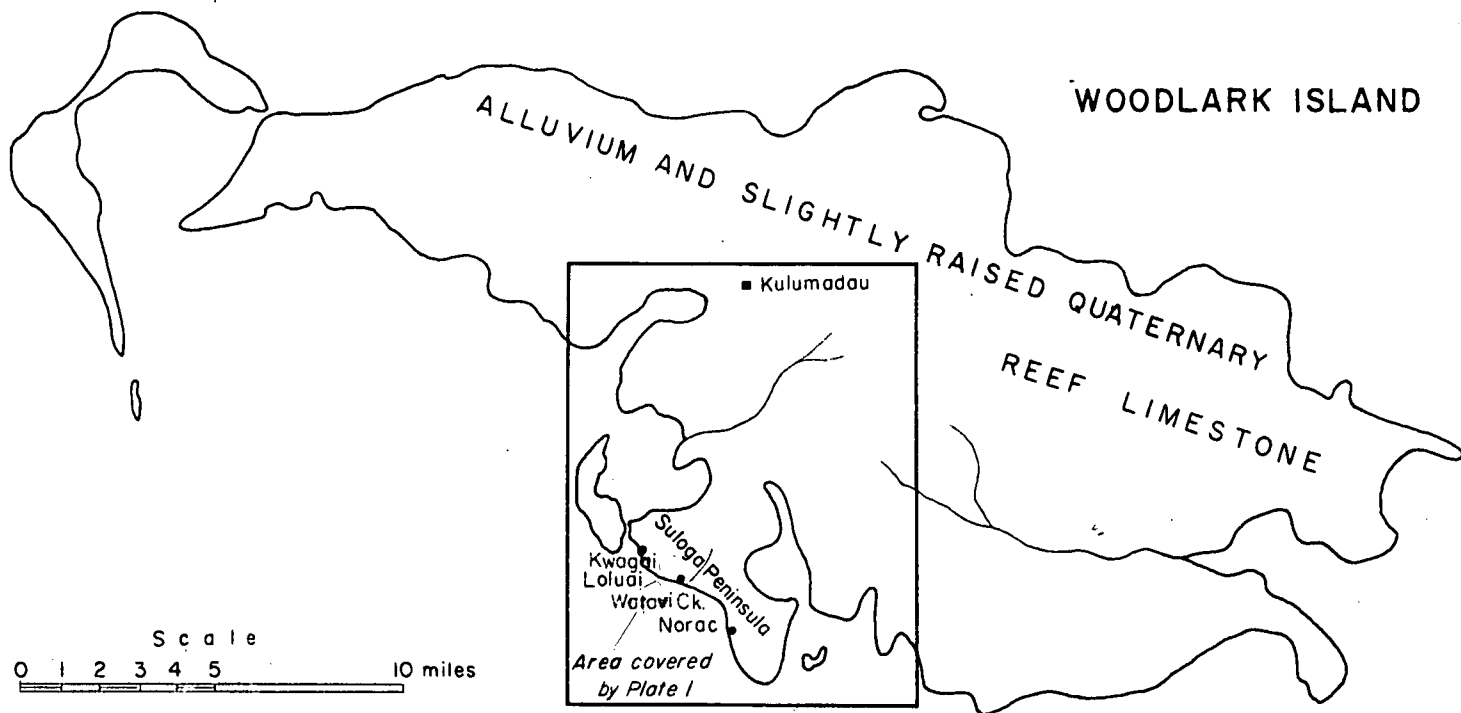 WOODLARK ISLAND
ALLUVIUM AND SLIGHTLY RAISED QUATERNARY
REEF LIMESTONE
Kulumadau
Suloga Peninsula
Kwagai
Loluai
Watavi Ck.
Norac
Area covered
by Plate I
Scale
0 1 2 3 4 5 10 miles